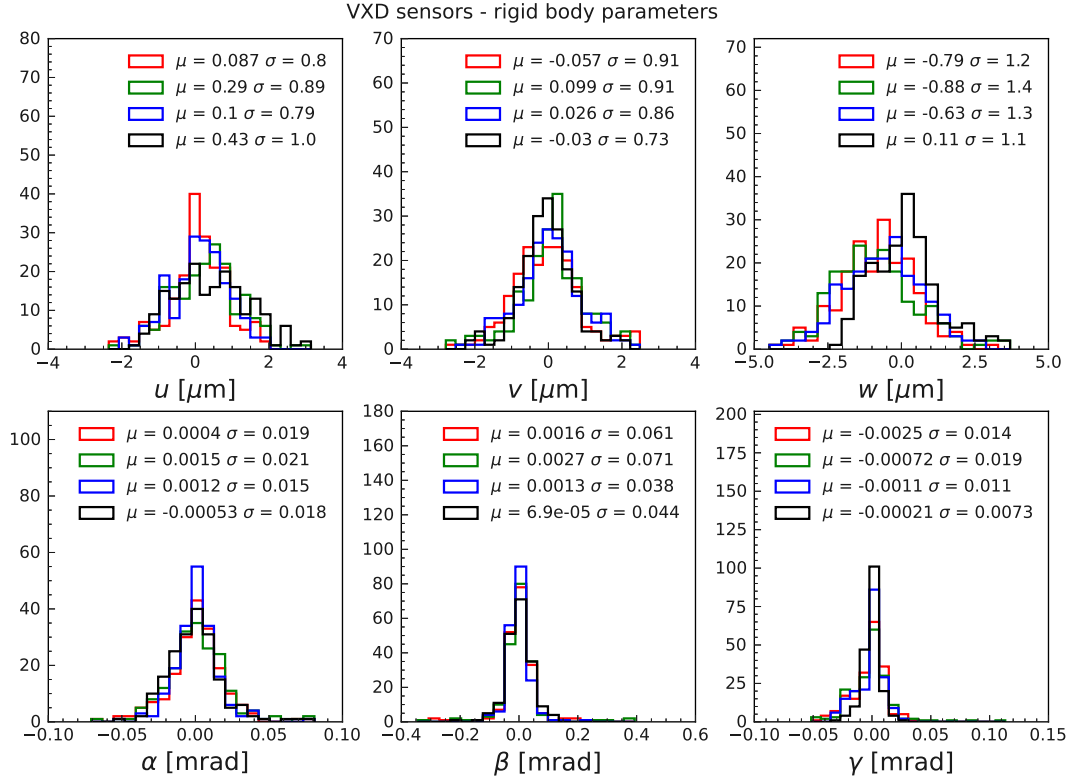 VXD sensors - rigid body parameters
80
70
60
50
40
30
20
10
0
μ = 0.087 σ = 0.8
μ = 0.29 σ = 0.89
μ = 0.1 σ = 0.79
μ = 0.43 σ = 1.0
−4
−2
0
2
4
u [μm]
70
60
50
40
30
20
10
0
μ = -0.057 σ = 0.91
μ = 0.099 σ = 0.91
μ = 0.026 σ = 0.86
μ = -0.03 σ = 0.73
−4
−2
0
2
4
v [μm]
70
60
50
40
30
20
10
0
μ = -0.79 σ = 1.2
μ = -0.88 σ = 1.4
μ = -0.63 σ = 1.3
μ = 0.11 σ = 1.1
−5.0
−2.5
0.0
2.5
5.0
w [μm]
100
80
60
40
20
0
μ = 0.0004 σ = 0.019
μ = 0.0015 σ = 0.021
μ = 0.0012 σ = 0.015
μ = -0.00053 σ = 0.018
−0.10
−0.05
0.00
0.05
0.10
α [mrad]
180
160
140
120
100
80
60
40
20
0
μ = 0.0016 σ = 0.061
μ = 0.0027 σ = 0.071
μ = 0.0013 σ = 0.038
μ = 6.9e-05 σ = 0.044
−0.4
−0.2
0.0
0.2
0.4
β [mrad]
200
175
150
125
100
75
50
25
0
μ = -0.0025 σ = 0.014
μ = -0.00072 σ = 0.019
μ = -0.0011 σ = 0.011
μ = -0.00021 σ = 0.0073
−0.10
−0.05
0.00
0.05
0.10
0.15
γ [mrad]